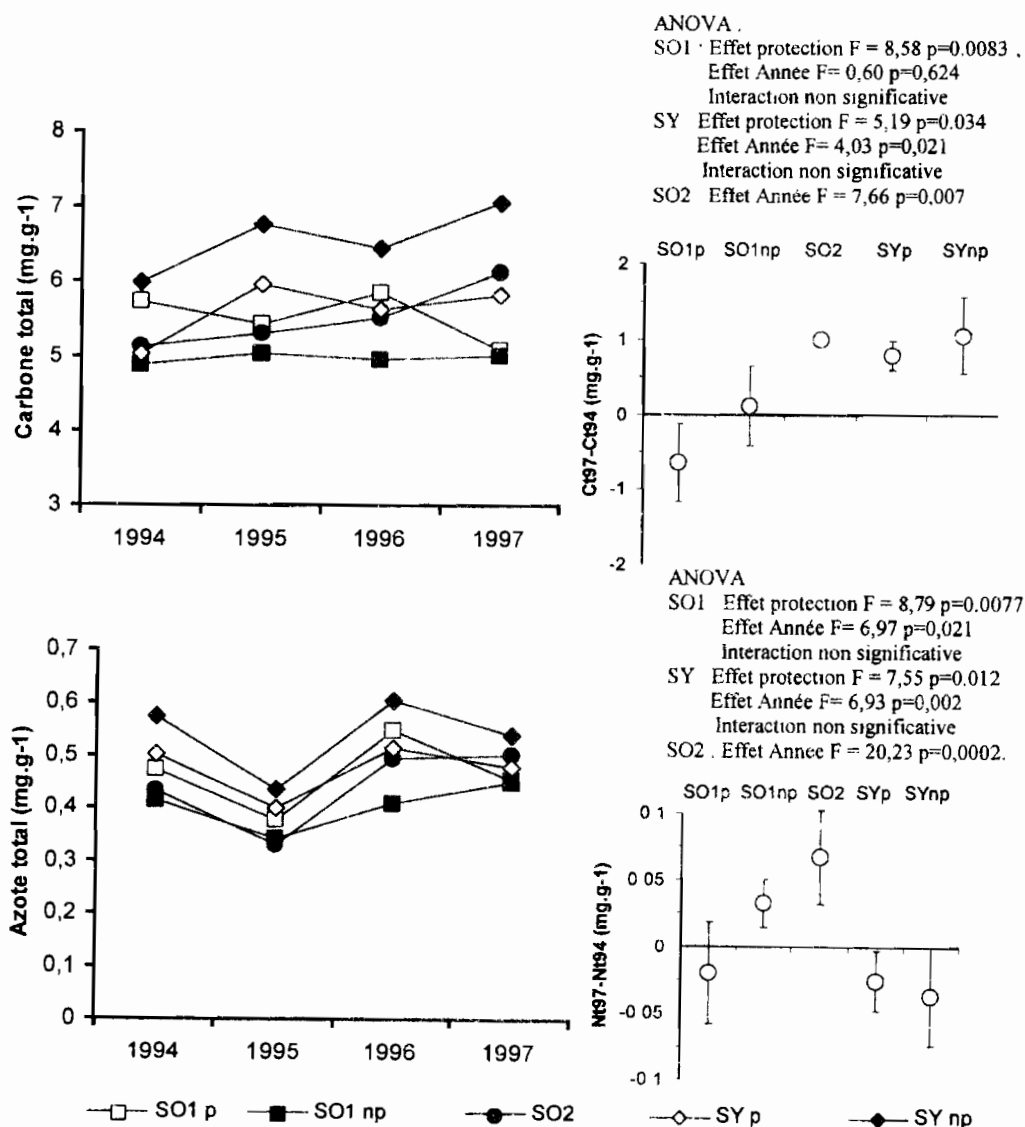 ANOVA .
SO1 · Effet protection F = 8,58 p=0.0083 .
Effet Année F= 0,60 p=0,624
Interaction non significative
SY Effet protection F = 5,19 p=0.034
Effet Année F= 4,03 p=0,021
Interaction non significative
SO2 Effet Année F = 7,66 p=0,007
Carbone total (mg.g-1)
8
7
6
5
4
3
1994 1995 1996 1997
SO1p SO1np SO2 SYp SYnp
Ct97-Ct94 (mg.g-1)
2
1
0
-1
-2
ANOVA
SO1 Effet protection F = 8,79 p=0.0077
Effet Année F= 6,97 p=0,021
Interaction non significative
SY Effet protection F = 7,55 p=0.012
Effet Année F= 6,93 p=0,002
Interaction non significative
SO2 . Effet Annee F = 20,23 p=0,0002.
Azote total (mg.g-1)
0,7
0,6
0,5
0,4
0,3
0,2
0,1
0
1994 1995 1996 1997
SO1p SO1np SO2 SYp SYnp
Nt97-Nt94 (mg.g-1)
0 1
0 05
0
-0 05
-0 1
SO1 p SO1 np SO2 SY p SY np